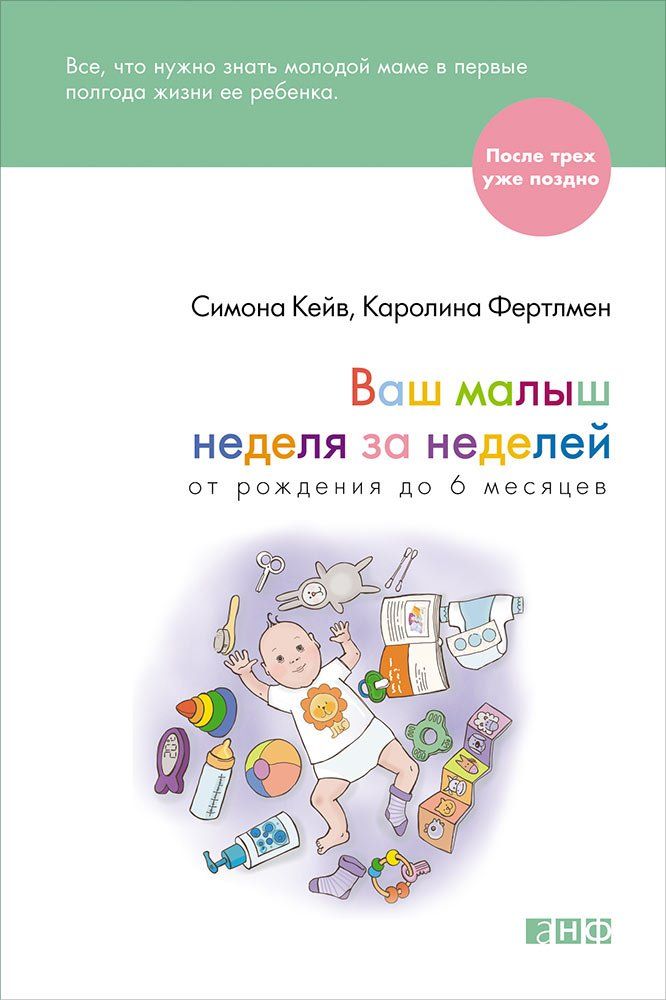 Все, что нужно знать молодой маме в первые
полгода жизни ее ребенка.
После трех
уже поздно
Симона Кейв, Каролина Фертлмен
Ваш малыш
неделя за неделей
от рождения до 6 месяцев
анф